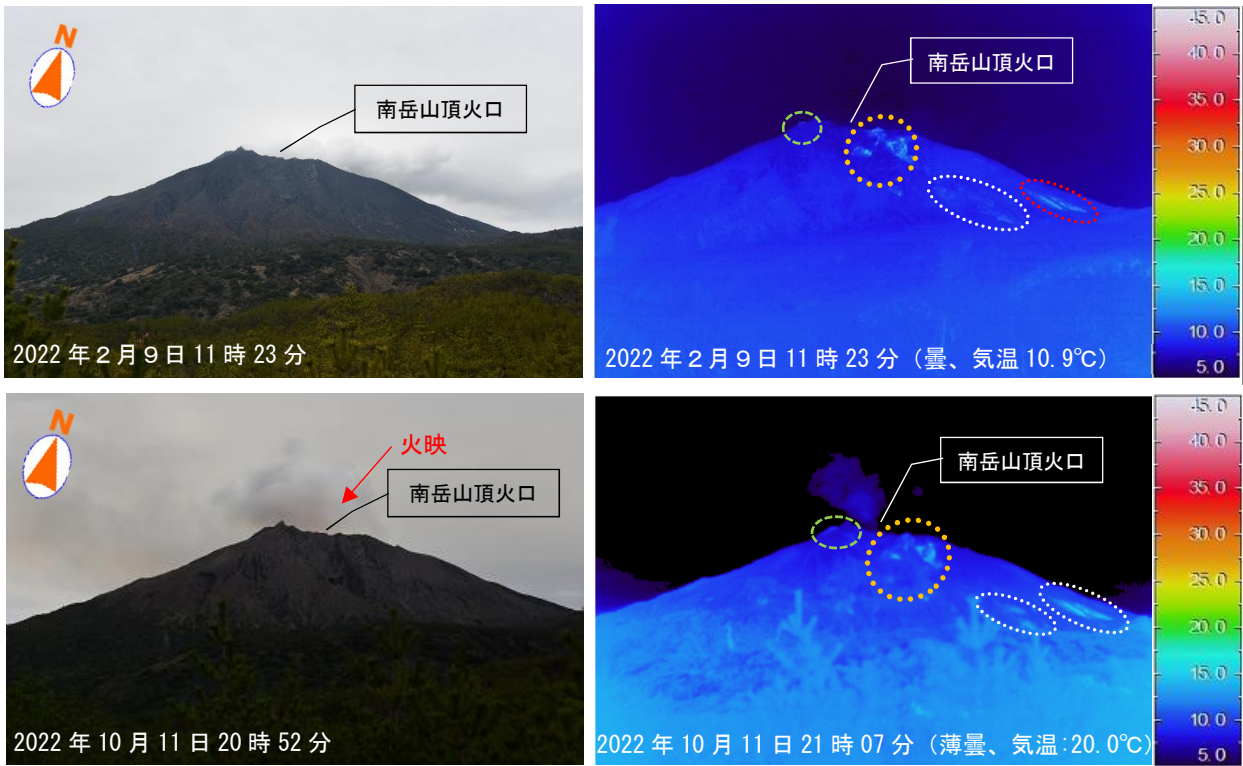 N
南岳山頂火口
2022年2月9日11時23分
南岳山頂火口
2022年2月9日11時23分(曇、気温10.9℃)
45.0
40.0
35.0
30.0
25.0
20.0
15.0
10.0
5.0
N
火映
南岳山頂火口
2022年10月11日20時52分
南岳山頂火口
2022年10月11日21時07分(薄曇、気温:20.0℃)
45.0
40.0
35.0
30.0
25.0
20.0
15.0
10.0
5.0